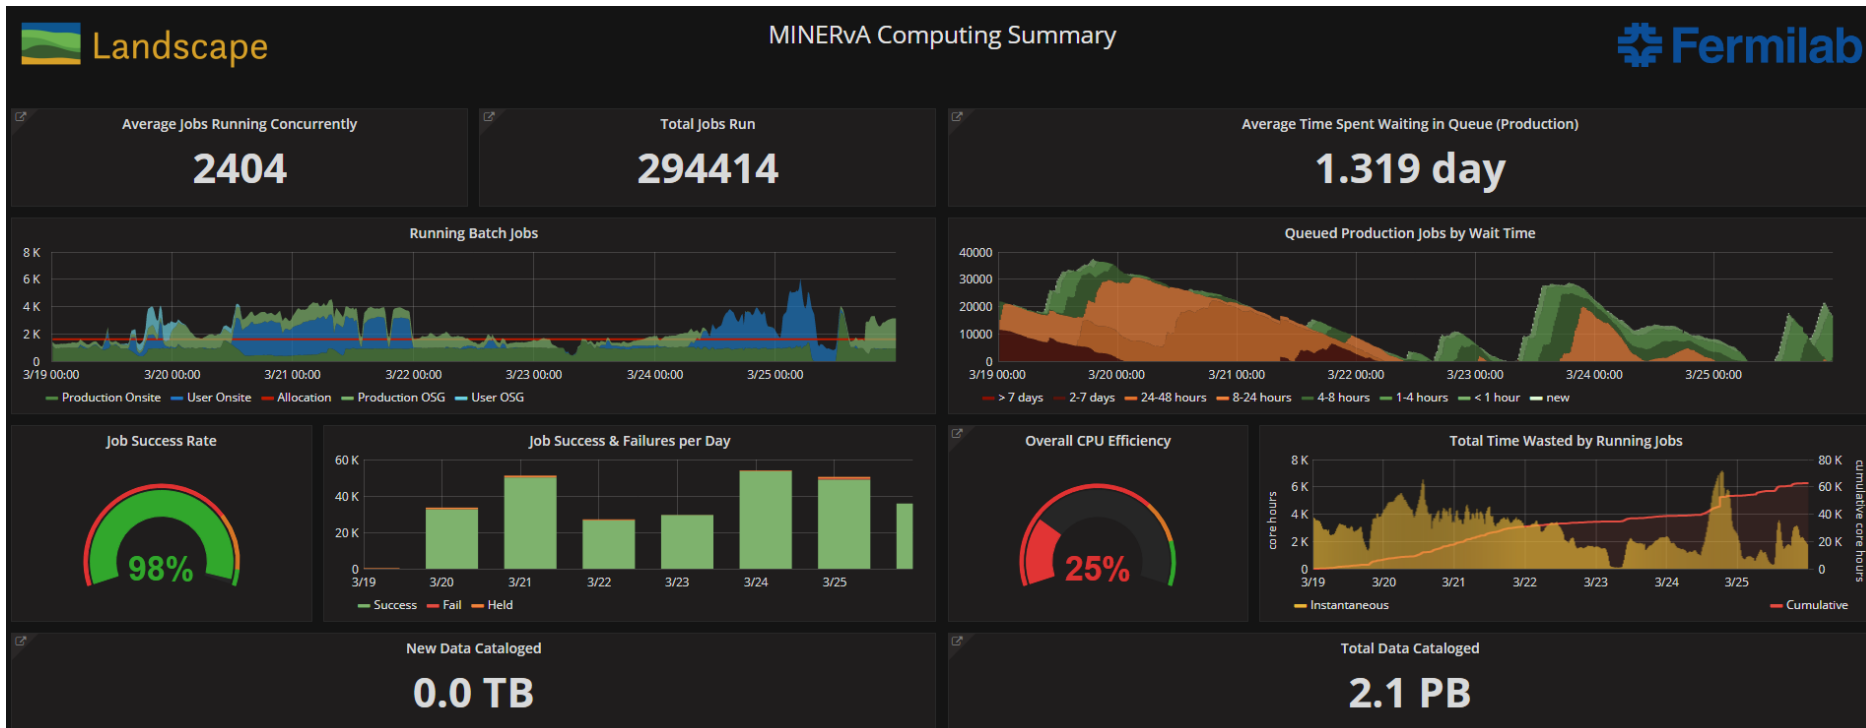 Landscape
MINERvA Computing Summary
Fermilab
Average Jobs Running Concurrently
2404
Total Jobs Run
294414
Average Time Spent Waiting in Queue (Production)
1.319 day
Running Batch Jobs
8 K
6 K
4 K
2 K
0
3/19 00:00 3/20 00:00 3/21 00:00 3/22 00:00 3/23 00:00 3/24 00:00 3/25 00:00
Production Onsite User Onsite Allocation Production OSG User OSG
Queued Production Jobs by Wait Time
40000
30000
20000
10000
0
3/19 00:00 3/20 00:00 3/21 00:00 3/22 00:00 3/23 00:00 3/24 00:00 3/25 00:00
> 7 days 2-7 days 24-48 hours 8-24 hours 4-8 hours 1-4 hours < 1 hour new
Job Success Rate
98%
Job Success & Failures per Day
60 K
40 K
20 K
0
3/19 3/20 3/21 3/22 3/23 3/24 3/25
Success Fail Held
Overall CPU Efficiency
25%
Total Time Wasted by Running Jobs
core hours
8 K
6 K
4 K
2 K
0
80 K
60 K
40 K
20 K
0
cumulative core hours
3/19 3/20 3/21 3/22 3/23 3/24 3/25
Instantaneous Cumulative
New Data Cataloged
0.0 TB
Total Data Cataloged
2.1 PB